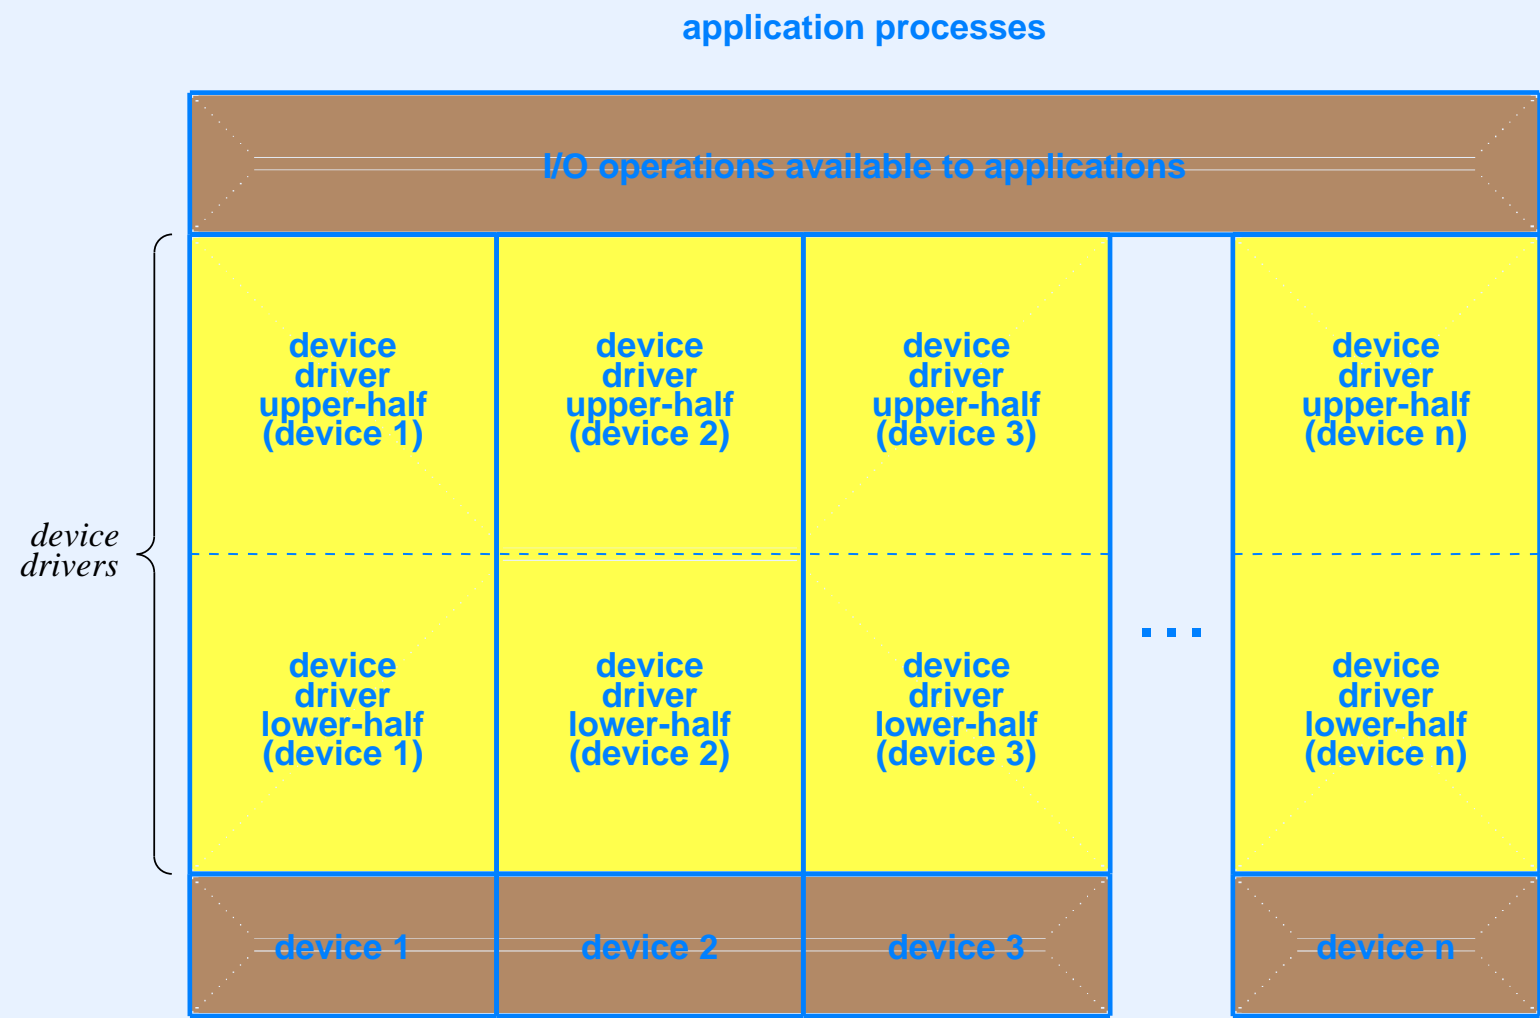 application processes
I/O operations available to applications
device
driver
upper-half
(device 1)
device
driver
upper-half
(device 2)
device
driver
upper-half
(device 3)
device
driver
upper-half
(device n)
device
drivers
. . .
device
driver
lower-half
(device 1)
device
driver
lower-half
(device 2)
device
driver
lower-half
(device 3)
device
driver
lower-half
(device n)
device 1
device 2
device 3
device n